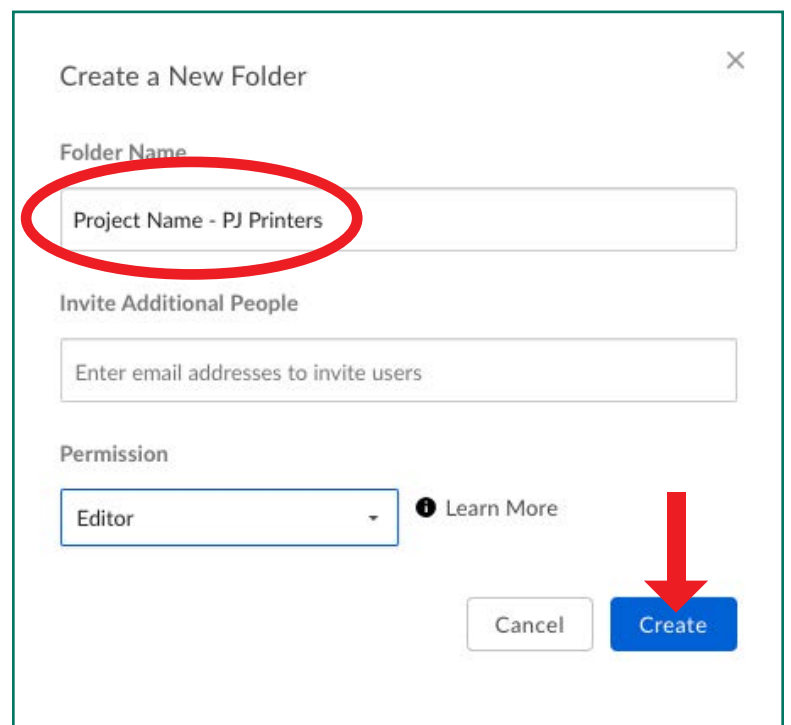 Create a New Folder
Folder Name
Project Name - PJ Printers
Invite Additional People
Enter email addresses to invite users
Permission
Editor
Learn More
Cancel
Create